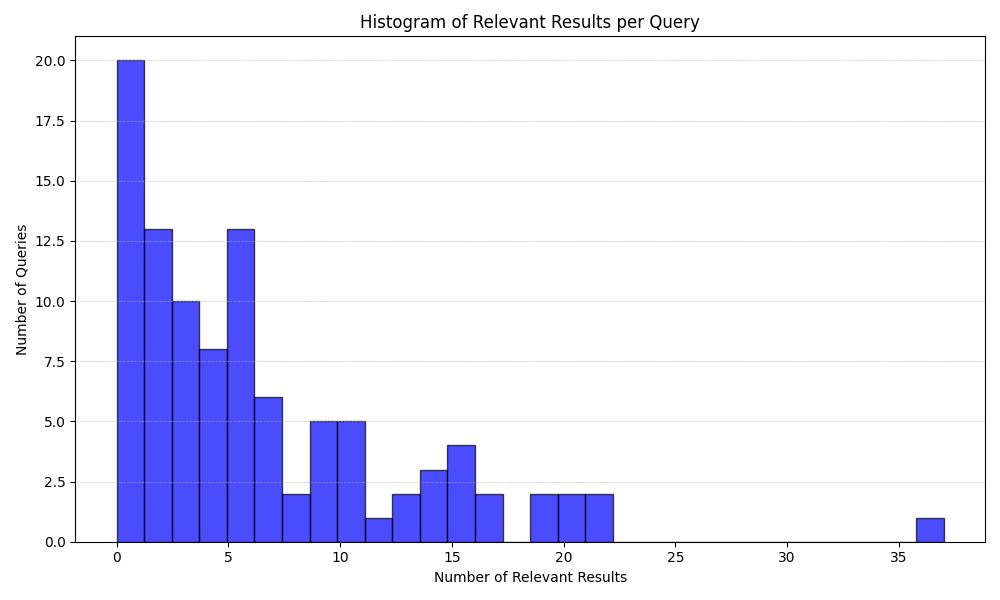 Histogram of Relevant Results per Query
20.0
17.5
15.0
12.5
10.0
7.5
5.0
2.5
0.0
Number of Queries
0 5 10 15 20 25 30 35
Number of Relevant Results